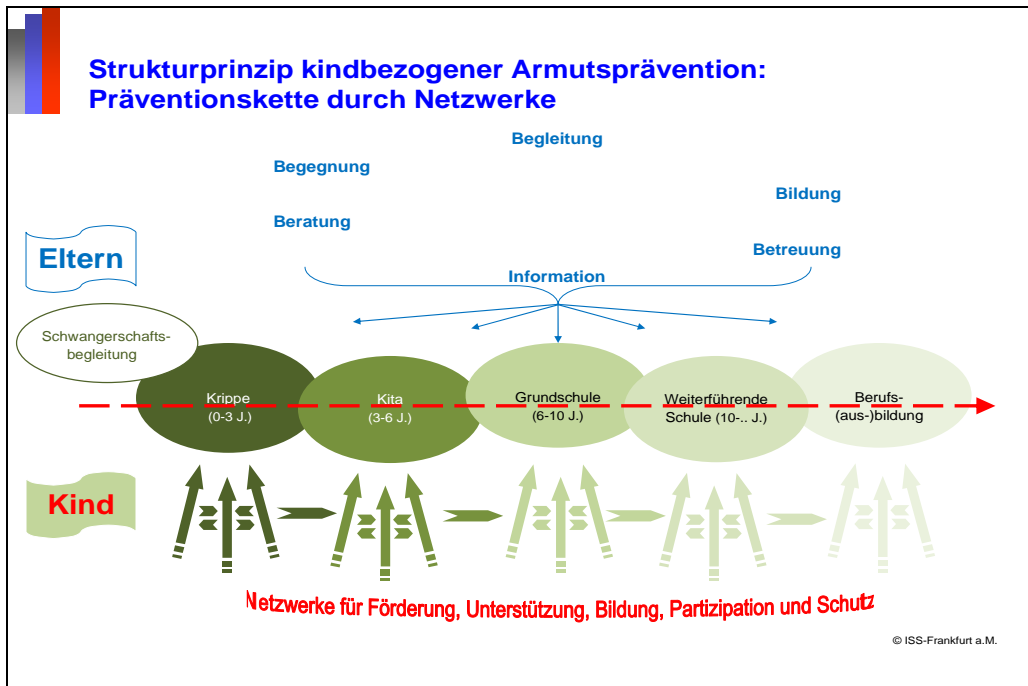 Strukturprinzip kindbezogener Armutsprävention:
Präventionskette durch Netzwerke
Begleitung
Begegnung
Bildung
Beratung
Betreuung
Eltern
Information
Schwangerschafts-
begleitung
Krippe
(0-3 J.)
Kita
(3-6 J.)
Grundschule
(6-10 J.)
Weiterführende
Schule (10-.. J.)
Berufs-
(aus-)bildung
Kind
Netzwerke für Förderung, Unterstützung, Bildung, Partizipation und Schutz
© ISS-Frankfurt a.M.